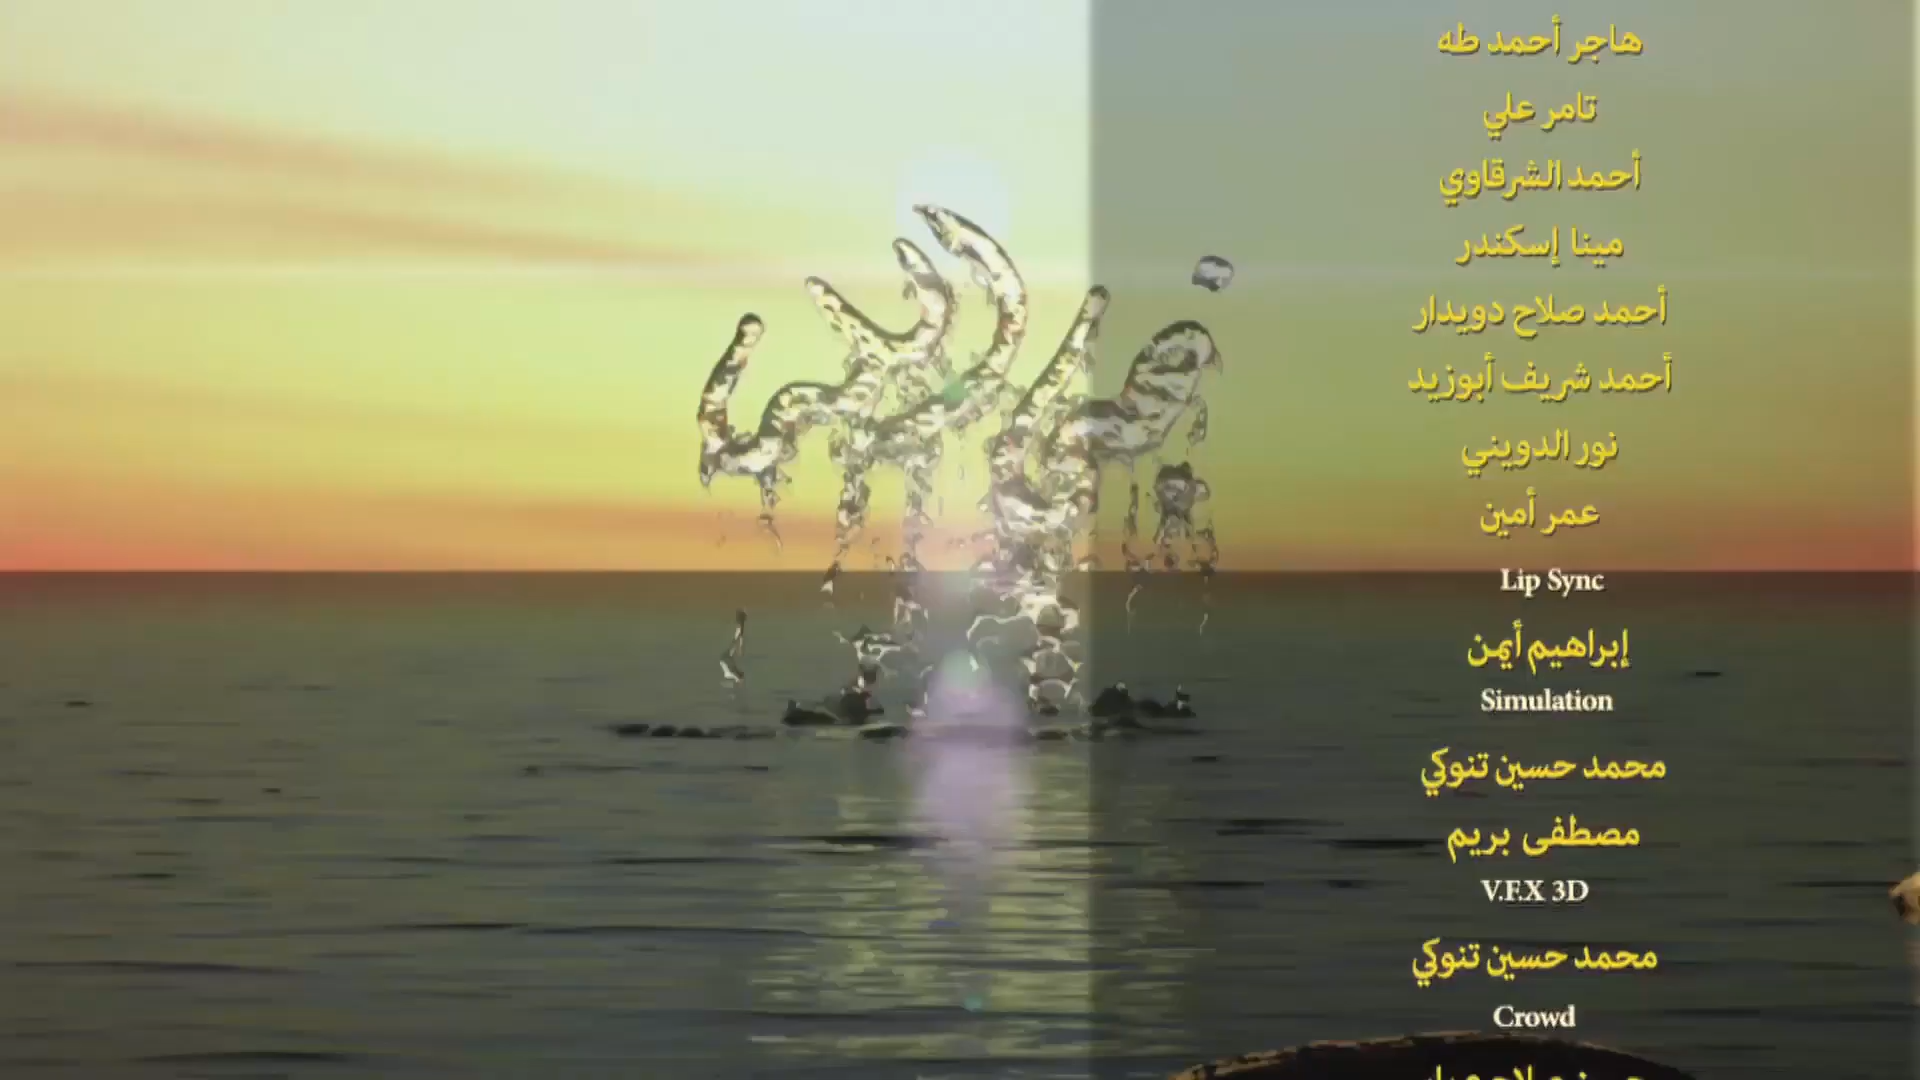 هاجر أحمد طه
تامر علي
أحمد الشرقاوي
مينا إسكندر
أحمد صلاح دويدار
أحمد شريف أبوزيد
نور الدويني
عمر أمين
Lip Sync
إبراهيم أيمن
Simulation
محمد حسين تنوكي
مصطفى بريم
V.F.X 3D
محمد حسين تنوكي
Crowd